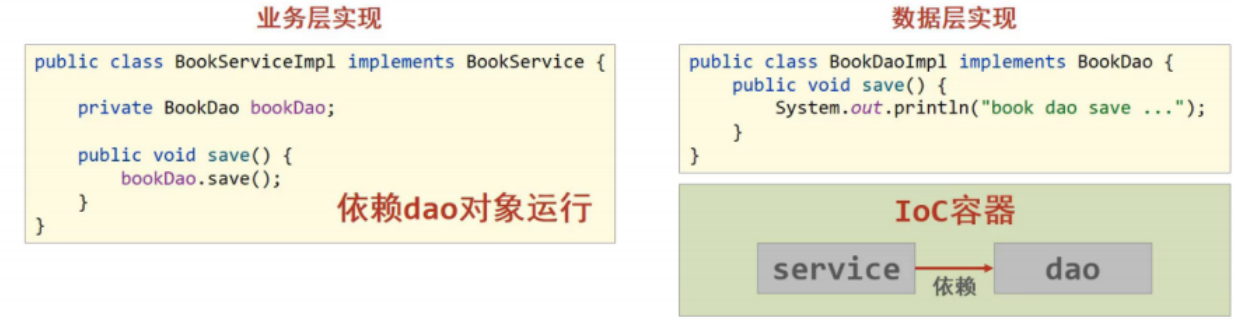 业务层实现
public class BookServiceImpl implements BookService {
private BookDao bookDao;
public void save() {
bookDao.save();
}
}
依赖dao对象运行
数据层实现
public class BookDaoImpl implements BookDao {
public void save() {
System.out.println("book dao save ...");
}
}
IoC容器
service
依赖
dao